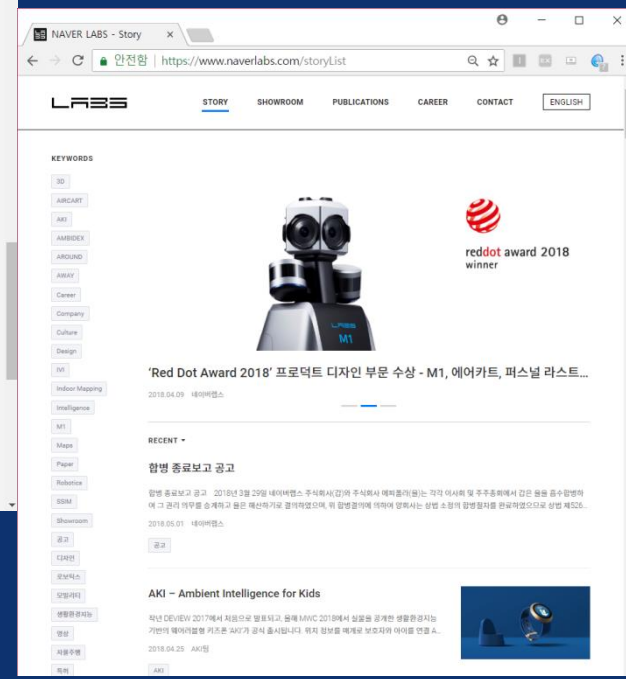 NAVER LABS - Story
안전함 | https://www.naverlabs.com/storyList
LABS
STORY SHOWROOM PUBLICATIONS CAREER CONTACT ENGLISH
KEYWORDS
3D
AIRCART
AKI
AMBIDEX
AROUND
AWAY
Career
Company
Culture
Design
IVI
Indoor Mapping
Intelligence
M1
Maps
Paper
Robotics
SSIM
Showroom
공고
디자인
로보틱스
모빌리티
생활환경지능
영상
자율주행
특허
LABS
M1
reddot award 2018
winner
'Red Dot Award 2018' 프로덕트 디자인 부문 수상 - M1, 에어카트, 퍼스널 라스트...
2018.04.09 네이버랩스
RECENT
합병 종료보고 공고
합병 종료보고 공고 2018년 3월 29일 네이버랩스 주식회사(갑)와 주식회사 에피폴라(을)는 각각 이사회 및 주주총회에서 갑은 을을 흡수합병하
여 그 권리 의무를 승계하고 을은 해산하기로 결의하였으며, 위 합병결의에 의하여 양회사는 상법 소정의 합병절차를 완료하였으므로 상법 제526...
2018.05.01 네이버랩스
공고
AKI – Ambient Intelligence for Kids
작년 DEVIEW 2017에서 처음으로 발표되고, 올해 MWC 2018에서 실물을 공개한 생활환경지능
기반의 웨어러블형 키즈폰 'AKI'가 공식 출시됩니다. 위치 정보를 매개로 보호자와 아이를 연결 A...
2018.04.25 AKI팀
AKI